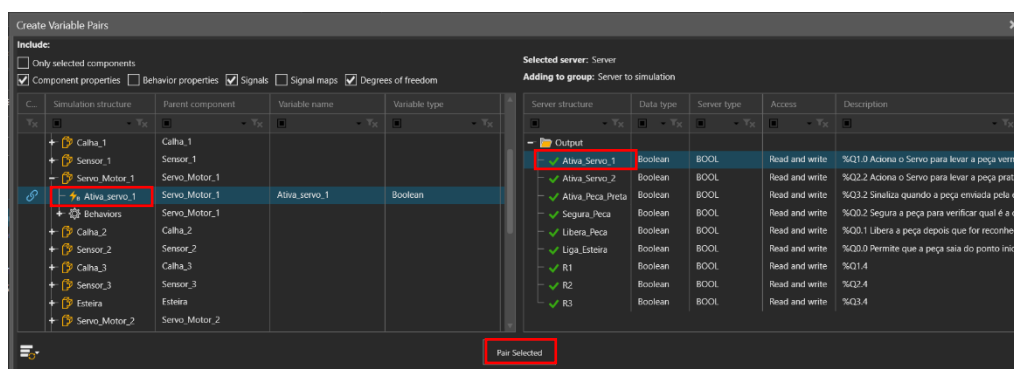 Create Variable Pairs
Include:
Only selected components
Component properties Behavior properties Signals Signal maps Degrees of freedom
Selected server: Server
Adding to group: Server to simulation
C... Simulation structure Parent component Variable name Variable type
Calha_1 Calha_1
Sensor_1 Sensor_1
Servo_Motor_1 Servo_Motor_1
Ativa_servo_1 Servo_Motor_1 Ativa_servo_1 Boolean
Behaviors Servo_Motor_1
Calha_2 Calha_2
Sensor_2 Sensor_2
Calha_3 Calha_3
Sensor_3 Sensor_3
Esteira Esteira
Servo_Motor_2 Servo_Motor_2
Server structure Data type Server type Access Description
Output
Ativa_Servo_1 Boolean BOOL Read and write %Q1.0 Aciona o Servo para levar a peça verm
Ativa_Servo_2 Boolean BOOL Read and write %Q2.2 Aciona o Servo para levar a peça prat
Ativa_Peca_Preta Boolean BOOL Read and write %Q3.2 Sinaliza quando a peça enviada pela e
Segura_Peca Boolean BOOL Read and write %Q0.2 Segura a peça para verificar qual é a c
Libera_Peca Boolean BOOL Read and write %Q0.1 Libera a peça depois que for reconhe
Liga_Esteira Boolean BOOL Read and write %Q0.0 Permite que a peça saia do ponto inic
R1 Boolean BOOL Read and write %Q1.4
R2 Boolean BOOL Read and write %Q2.4
R3 Boolean BOOL Read and write %Q3.4
Pair Selected